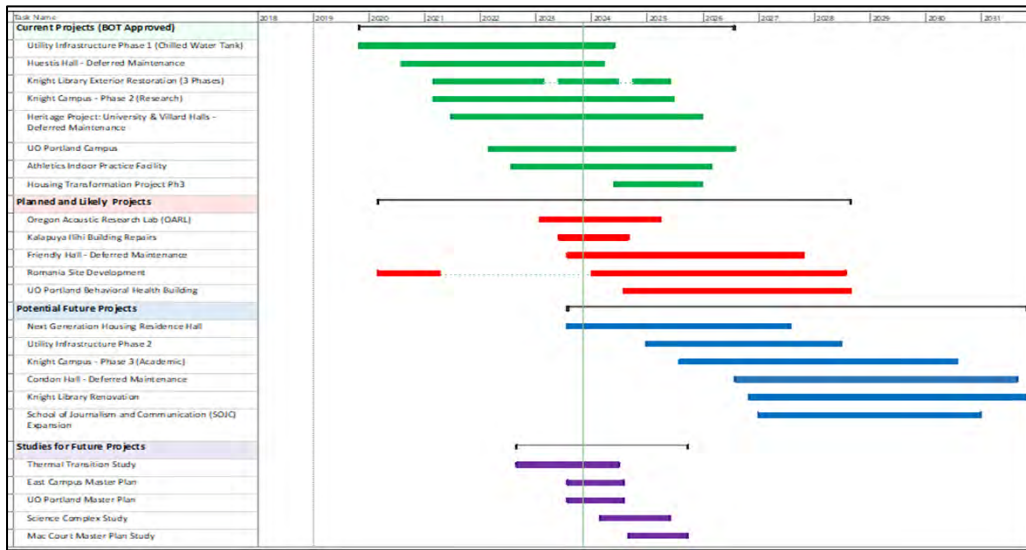 Task Name 2018 2019 2020 2021 2022 2023 2024 2025 2026 2027 2028 2029 2030 2031
Current Projects (BOT Approved)
Utility Infrastructure Phase 1 (Chilled Water Tank)
Huestis Hall - Deferred Maintenance
Knight Library Exterior Restoration (3 Phases)
Knight Campus - Phase 2 (Research)
Heritage Project: University & Villard Halls -
Deferred Maintenance
UO Portland Campus
Athletics Indoor Practice Facility
Housing Transformation Project Ph3
Planned and Likely Projects
Oregon Acoustic Research Lab (OARL)
Kalapuya Ilihi Building Repairs
Friendly Hall - Deferred Maintenance
Romania Site Development
UO Portland Behavioral Health Building
Potential Future Projects
Next Generation Housing Residence Hall
Utility Infrastructure Phase 2
Knight Campus - Phase 3 (Academic)
Condon Hall - Deferred Maintenance
Knight Library Renovation
School of Journalism and Communication (SOJC)
Expansion
Studies for Future Projects
Thermal Transition Study
East Campus Master Plan
UO Portland Master Plan
Science Complex Study
Mac Court Master Plan Study